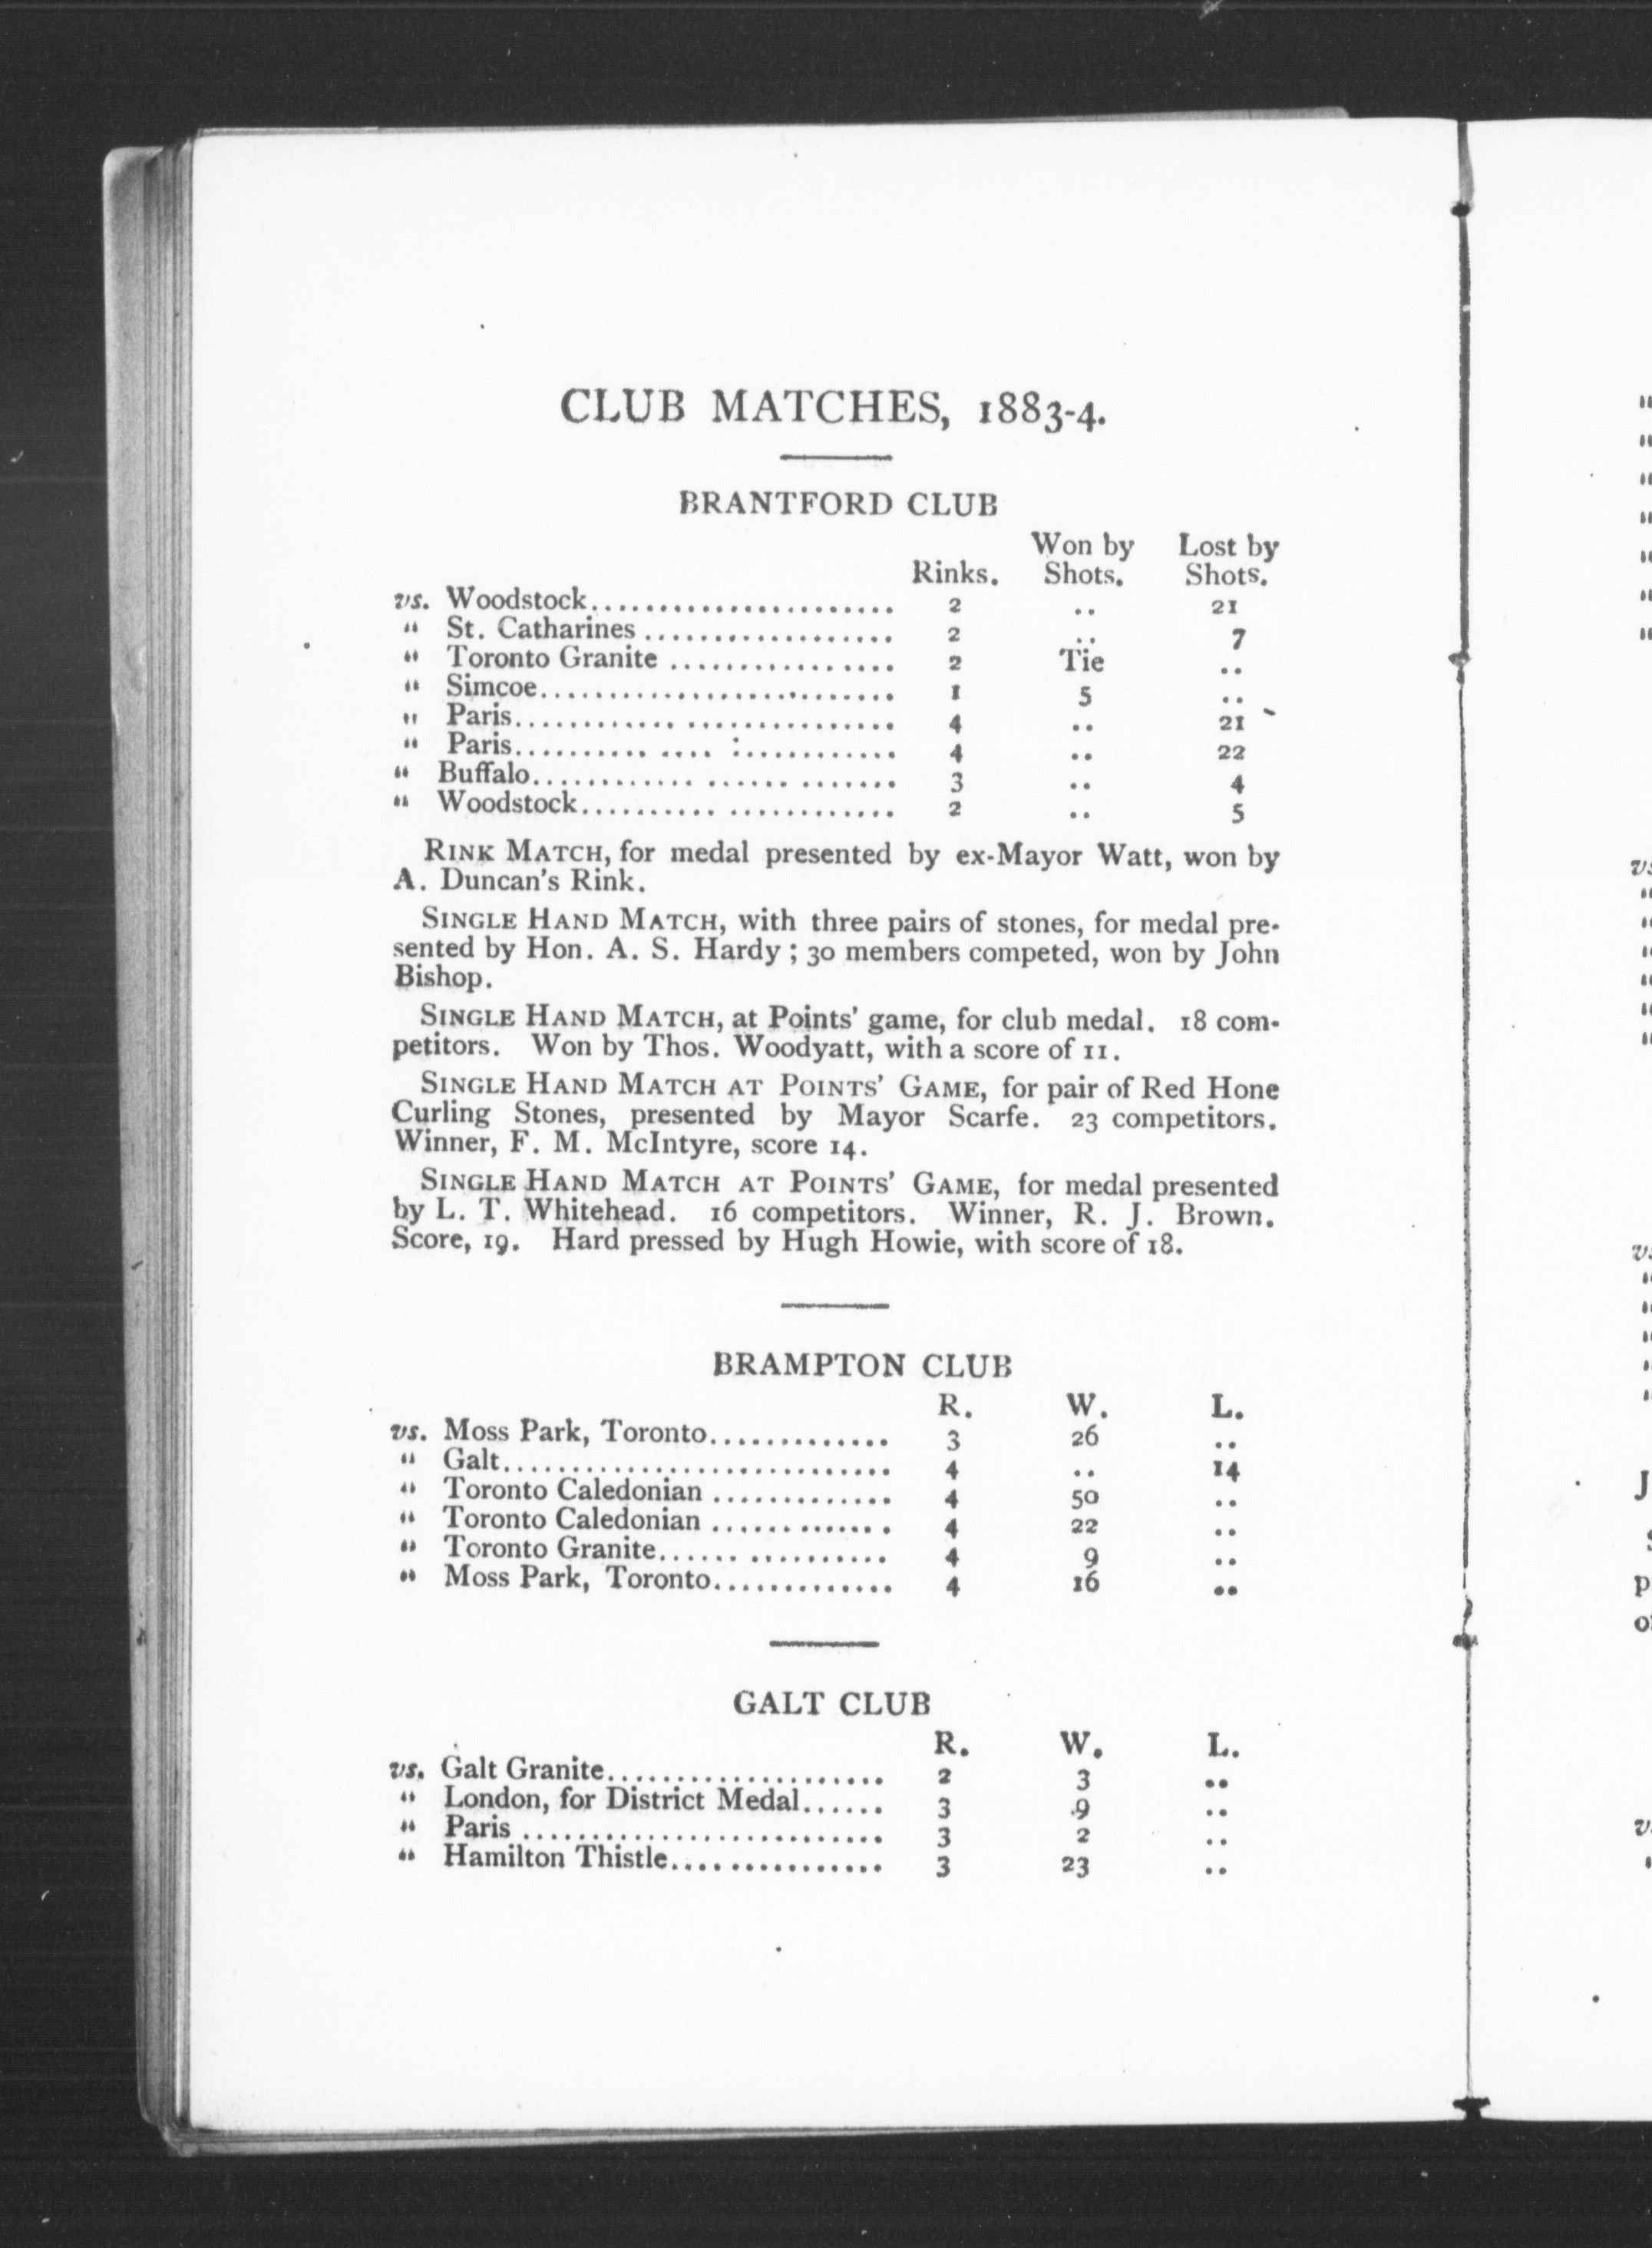 CLUB MATCHES, 1883-4.
BRANTFORD CLUB
Rinks. Won by Shots. Lost by Shots.
vs. Woodstock...................... 2 .. 21
" St. Catharines .................. 2 .. 7
" Toronto Granite ................ 2 Tie ..
" Simcoe.......................... 1 5 ..
" Paris............. ............. 4 .. 21
" Paris.......... .... :........... 4 .. 22
" Buffalo............ ...... ....... 3 .. 4
" Woodstock.......... ............ 2 .. 5
RINK MATCH, for medal presented by ex-Mayor Watt, won by
A. Duncan's Rink.
SINGLE HAND MATCH, with three pairs of stones, for medal pre-
sented by Hon. A. S. Hardy ; 30 members competed, won by John
Bishop.
SINGLE HAND MATCH, at Points' game, for club medal. 18 com-
petitors. Won by Thos. Woodyatt, with a score of 11.
SINGLE HAND MATCH AT POINTS' GAME, for pair of Red Hone
Curling Stones, presented by Mayor Scarfe. 23 competitors.
Winner, F. M. McIntyre, score 14.
SINGLE HAND MATCH AT POINTS' GAME, for medal presented
by L. T. Whitehead. 16 competitors. Winner, R. J. Brown.
Score, 19. Hard pressed by Hugh Howie, with score of 18.
BRAMPTON CLUB
R. W. L.
vs. Moss Park, Toronto............. 3 26 ..
" Galt............................ 4 .. 14
" Toronto Caledonian ............. 4 50 ..
" Toronto Caledonian ...... ....... 4 22 ..
" Toronto Granite...... .......... 4 9 ..
" Moss Park, Toronto............. 4 16 ..
GALT CLUB
R. W. L.
vs. Galt Granite.................... 2 3 ..
" London, for District Medal...... 3 9 ..
" Paris .......................... 3 2 ..
" Hamilton Thistle................ 3 23 ..